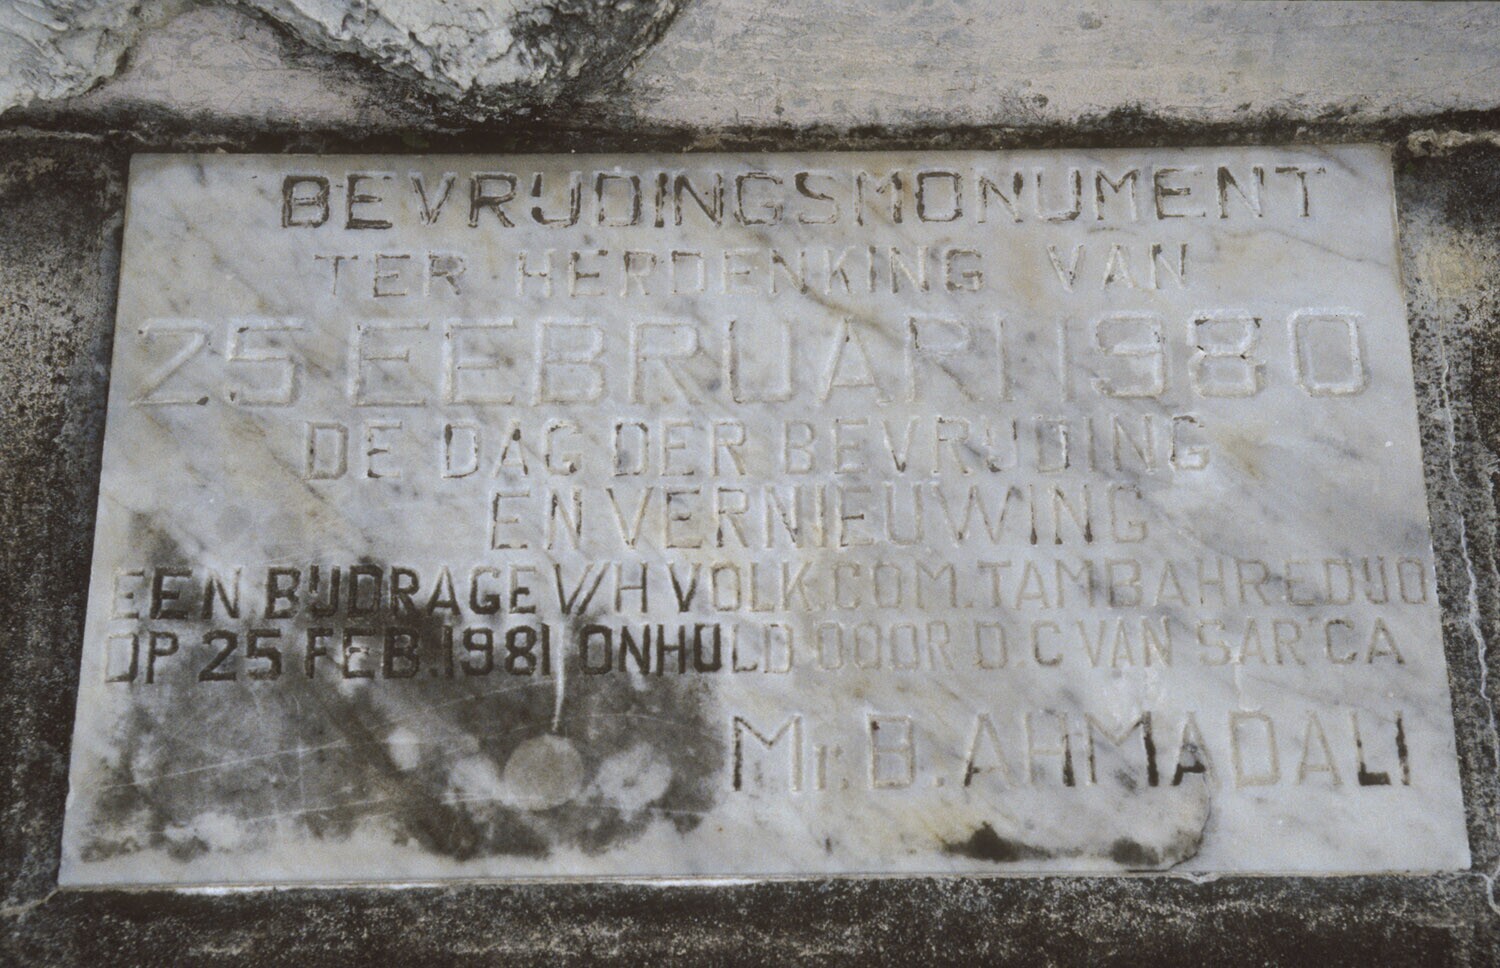 BEVRIJDINGSMONUMENT
TER HERDENKING VAN
25 FEBRUARI 1980
DE DAG DER BEVRIJDING
EN VERNIEUWING
EEN BIJDRAGE V/H VOLK.COM.TAMBAHREDJO
OP 25 FEB.1981 ONHULD DOOR D.C VAN SAR'CA
Mr.B.AHMADALI